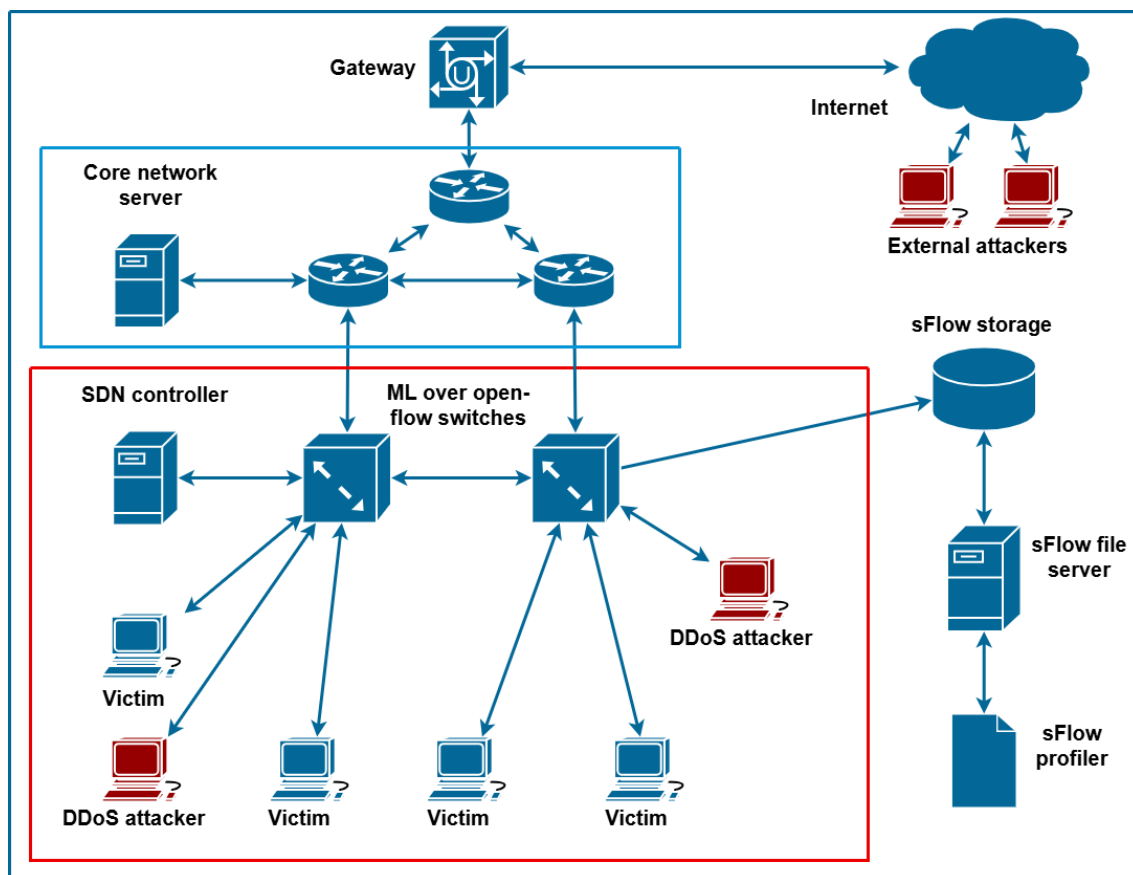 Gateway
U
Internet
Core network
server
External attackers
sFlow storage
SDN controller
ML over open-
flow switches
sFlow file
server
DDoS attacker
Victim
sFlow
profiler
DDoS attacker
Victim
Victim
Victim